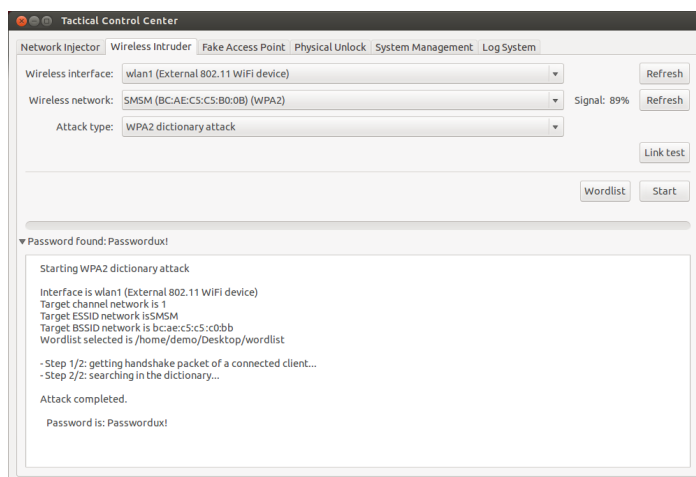 Tactical Control Center
Network Injector Wireless Intruder Fake Access Point Physical Unlock System Management Log System
Wireless interface: wlan1 (External 802.11 WiFi device) Refresh
Wireless network: SMSM (BC:AE:C5:C5:B0:0B) (WPA2) Signal: 89% Refresh
Attack type: WPA2 dictionary attack
Link test
Wordlist Start
Password found: Passwordux!
Starting WPA2 dictionary attack
Interface is wlan1 (External 802.11 WiFi device)
Target channel network is 1
Target ESSID network isSMSM
Target BSSID network is bc:ae:c5:c5:c0:bb
Wordlist selected is /home/demo/Desktop/wordlist
- Step 1/2: getting handshake packet of a connected client...
- Step 2/2: searching in the dictionary...
Attack completed.
Password is: Passwordux!